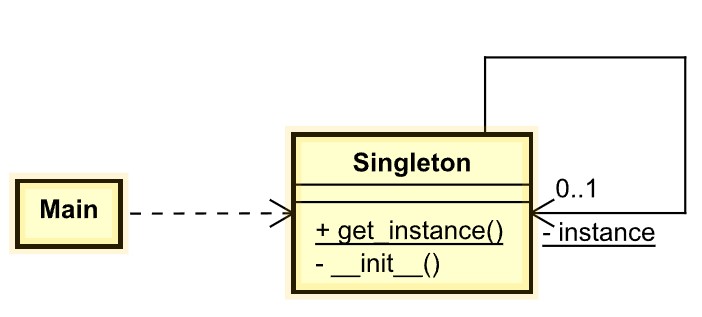 Singleton
Main
0..1
+ get_instance()
- instance
- __init__()